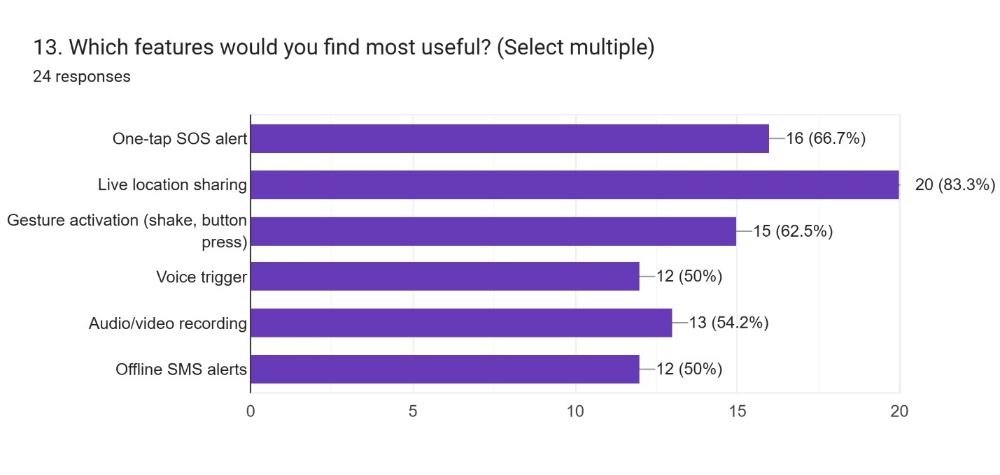 13. Which features would you find most useful? (Select multiple)
24 responses
One-tap SOS alert
16 (66.7%)
Live location sharing
20 (83.3%)
Gesture activation (shake, button
press)
15 (62.5%)
Voice trigger
12 (50%)
Audio/video recording
13 (54.2%)
Offline SMS alerts
12 (50%)
0 5 10 15 20